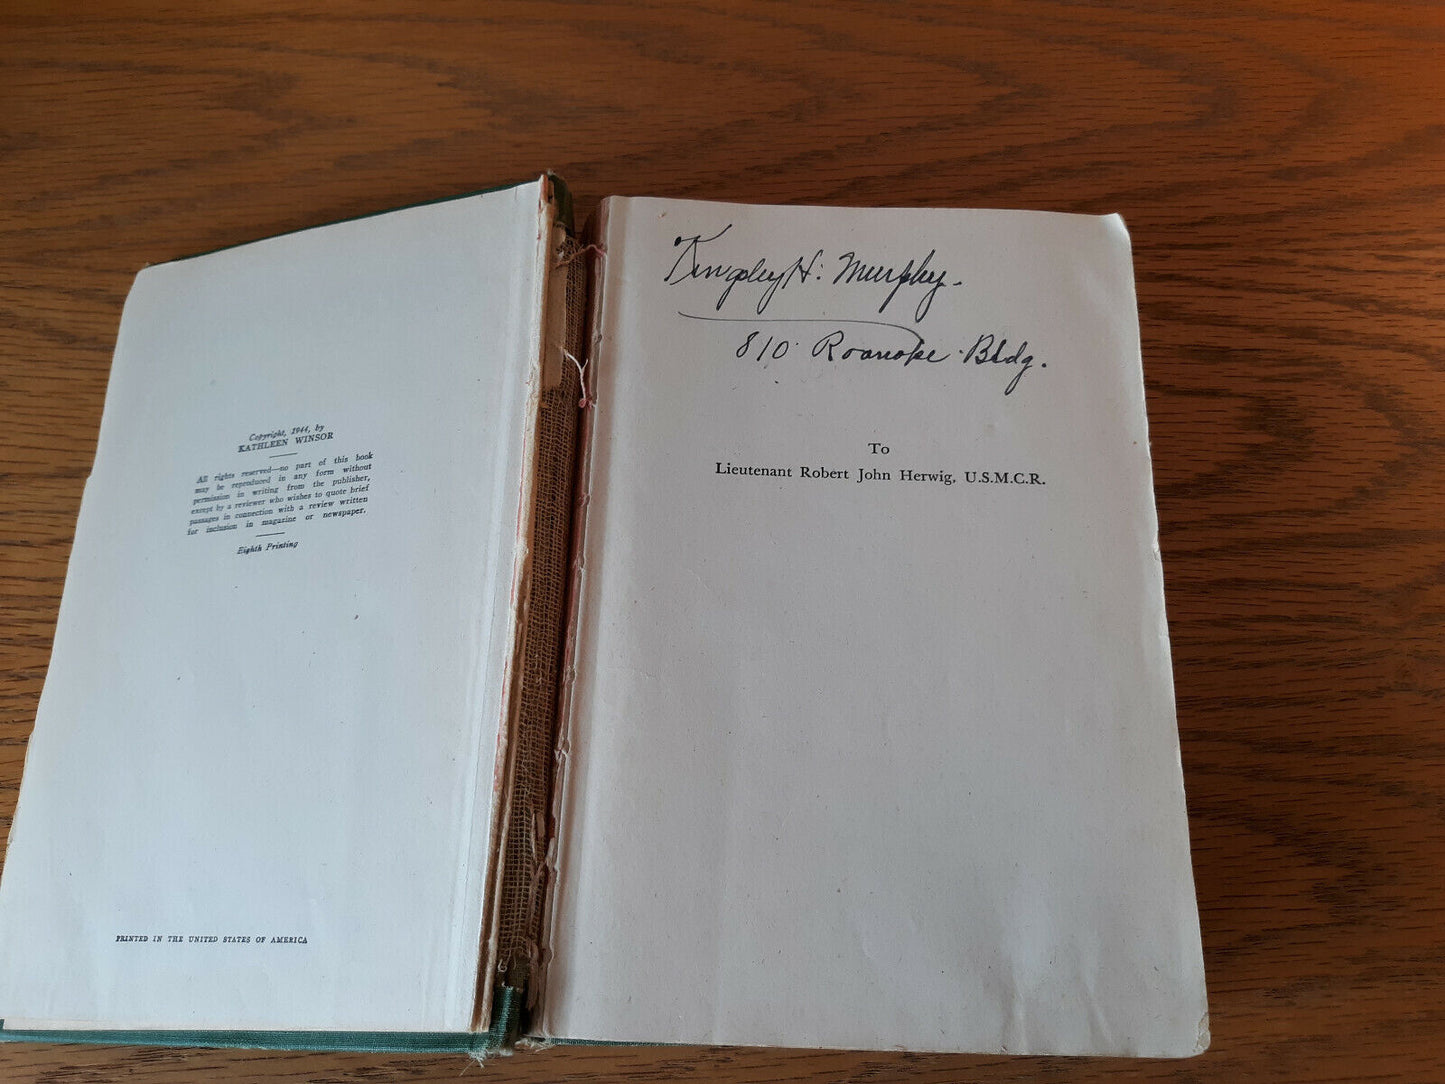 Copyright, 1944, by
KATHLEEN WINSOR
All rights reserved—no part of this book
may be reproduced in any form without
permission in writing from the publisher,
except by a reviewer who wishes to quote brief
passages in connection with a review written
for inclusion in magazine or newspaper.
Eighth Printing
PRINTED IN THE UNITED STATES OF AMERICA
Kingsley H. Murphy.
810 Roanoke Bldg.
To
Lieutenant Robert John Herwig, U.S.M.C.R.